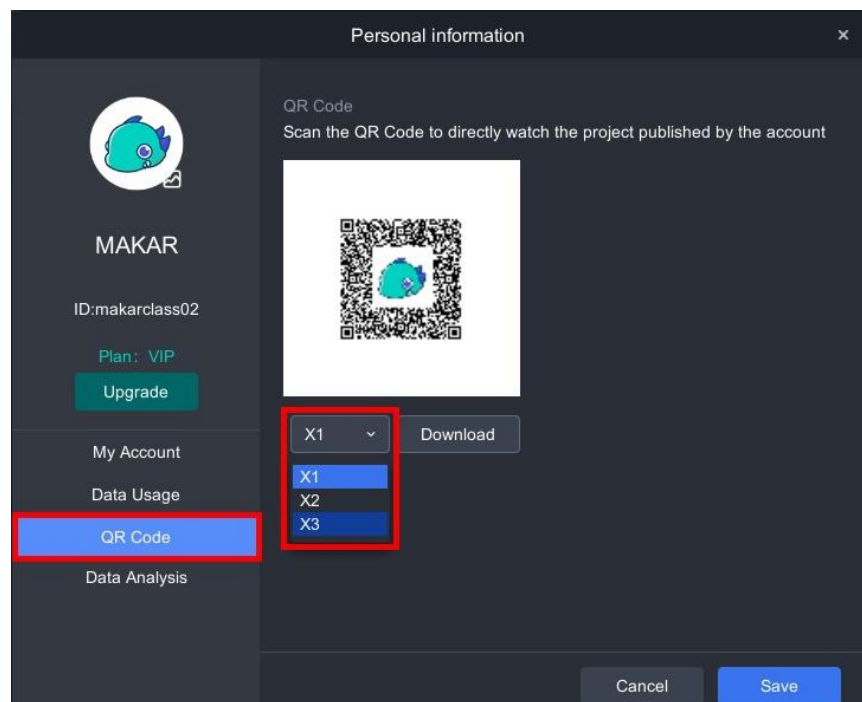 Personal information
×
MAKAR
ID:makarclass02
Plan: VIP
Upgrade
My Account
Data Usage
QR Code
Data Analysis
QR Code
Scan the QR Code to directly watch the project published by the account
X1
Download
X1
X2
X3
Cancel
Save